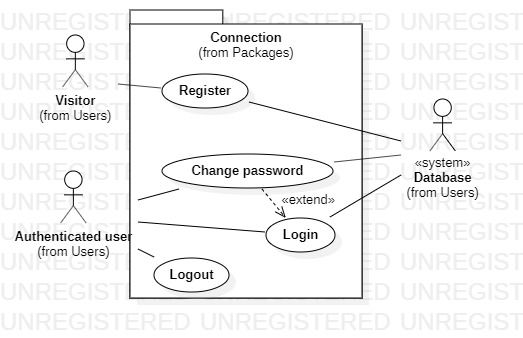 UNREGISTERED UNREGISTERED UNREGIST
Connection
(from Packages)
Visitor
(from Users)
Register
«system»
Database
(from Users)
Change password
«extend»
Authenticated user
(from Users)
Login
Logout
UNREGISTERED UNREGISTERED UNREGIST